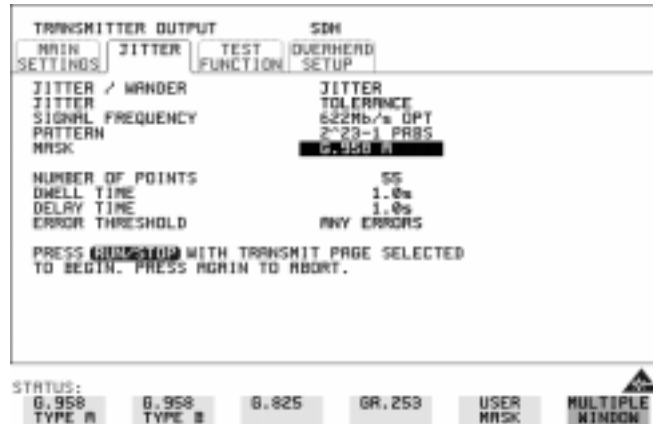 TRANSMITTER OUTPUT SDH
MAIN SETTINGS JITTER TEST FUNCTION OVERHEAD SETUP
JITTER / WANDER JITTER
JITTER TOLERANCE
SIGNAL FREQUENCY 622Mb/s OPT
PATTERN 2^23-1 PRBS
MASK G.958 A
NUMBER OF POINTS 55
DWELL TIME 1.0s
DELAY TIME 1.0s
ERROR THRESHOLD ANY ERRORS
PRESS RUN/STOP WITH TRANSMIT PAGE SELECTED
TO BEGIN. PRESS AGAIN TO ABORT.
STATUS:
G.958 TYPE A G.958 TYPE B G.825 GR.253 USER MASK MULTIPLE WINDOW